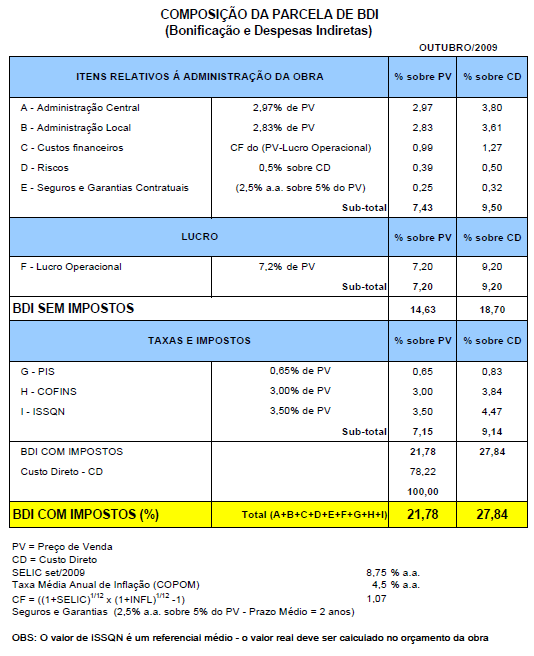 COMPOSIÇÃO DA PARCELA DE BDI
(Bonificação e Despesas Indiretas)
OUTUBRO/2009
ITENS RELATIVOS Á ADMINISTRAÇÃO DA OBRA % sobre PV % sobre CD
A - Administração Central 2,97% de PV 2,97 3,80
B - Administração Local 2,83% de PV 2,83 3,61
C - Custos financeiros CF do (PV-Lucro Operacional) 0,99 1,27
D - Riscos 0,5% sobre CD 0,39 0,50
E - Seguros e Garantias Contratuais (2,5% a.a. sobre 5% do PV) 0,25 0,32
Sub-total 7,43 9,50
LUCRO % sobre PV % sobre CD
F - Lucro Operacional 7,2% de PV 7,20 9,20
Sub-total 7,20 9,20
BDI SEM IMPOSTOS 14,63 18,70
TAXAS E IMPOSTOS % sobre PV % sobre CD
G - PIS 0,65% de PV 0,65 0,83
H - COFINS 3,00% de PV 3,00 3,84
I - ISSQN 3,50% de PV 3,50 4,47
Sub-total 7,15 9,14
BDI COM IMPOSTOS 21,78 27,84
Custo Direto - CD 78,22
100,00
BDI COM IMPOSTOS (%) Total (A+B+C+D+E+F+G+H+I) 21,78 27,84
PV = Preço de Venda
CD = Custo Direto
SELIC set/2009 8,75 % a.a.
Taxa Média Anual de Inflação (COPOM) 4,5 % a.a.
CF = ((1+SELIC)^1/12 x (1+INFL)^1/12 -1) 1,07
Seguros e Garantias (2,5% a.a. sobre 5% do PV - Prazo Médio = 2 anos)
OBS: O valor de ISSQN é um referencial médio - o valor real deve ser calculado no orçamento da obra